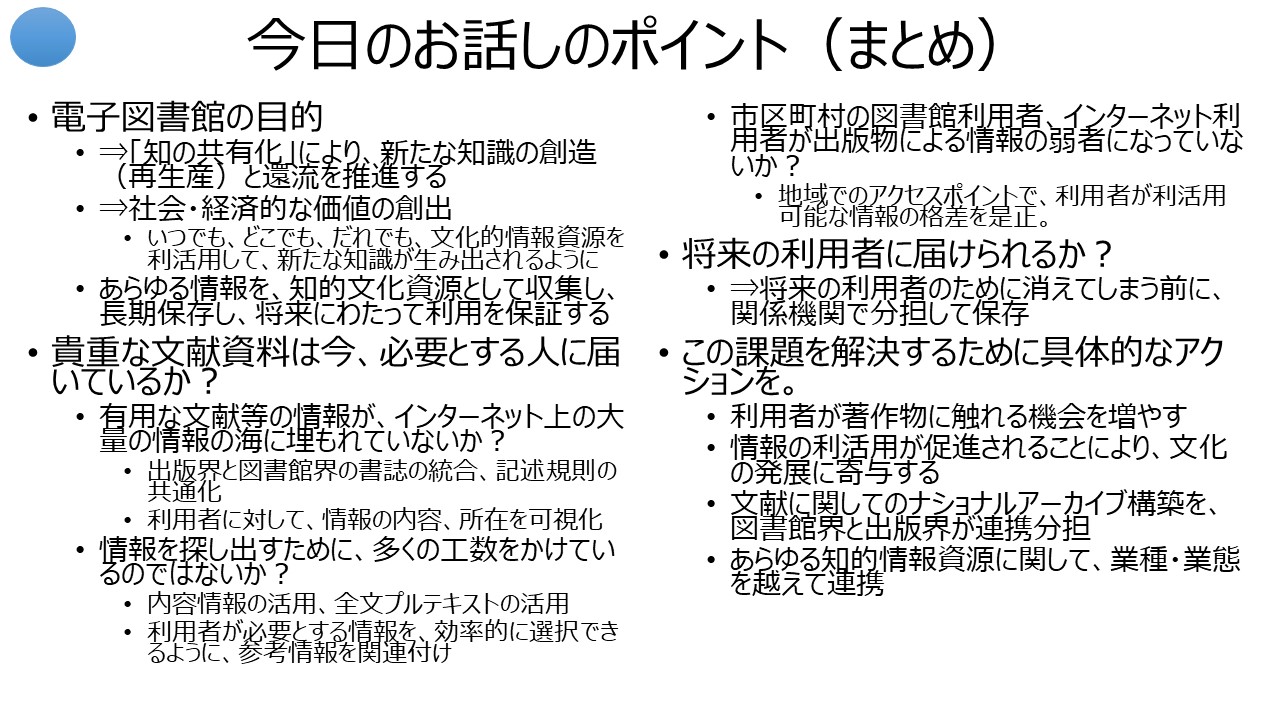 今日のお話しのポイント（まとめ）
• 電子図書館の目的
• ⇒「知の共有化」により、新たな知識の創造
（再生産）と還流を推進する
• ⇒社会・経済的な価値の創出
• いつでも、どこでも、だれでも、文化的情報資源を
利活用して、新たな知識が生み出されるように
• あらゆる情報を、知的文化資源として収集し、
長期保存し、将来にわたって利用を保証する
• 貴重な文献資料は今、必要とする人に届
いているか？
• 有用な文献等の情報が、インターネット上の大
量の情報の海に埋もれていないか？
• 出版界と図書館界の書誌の統合、記述規則の
共通化
• 利用者に対して、情報の内容、所在を可視化
• 情報を探し出すために、多くの工数をかけてい
るのではないか？
• 内容情報の活用、全文プルテキストの活用
• 利用者が必要とする情報を、効率的に選択でき
るように、参考情報を関連付け
• 市区町村の図書館利用者、インターネット利
用者が出版物による情報の弱者になっていな
いか？
• 地域でのアクセスポイントで、利用者が利活用
可能な情報の格差を是正。
• 将来の利用者に届けられるか？
• ⇒将来の利用者のために消えてしまう前に、
関係機関で分担して保存
• この課題を解決するために具体的なアク
ションを。
• 利用者が著作物に触れる機会を増やす
• 情報の利活用が促進されることにより、文化
の発展に寄与する
• 文献に関してのナショナルアーカイブ構築を、
図書館界と出版界が連携分担
• あらゆる知的情報資源に関して、業種・業態
を越えて連携